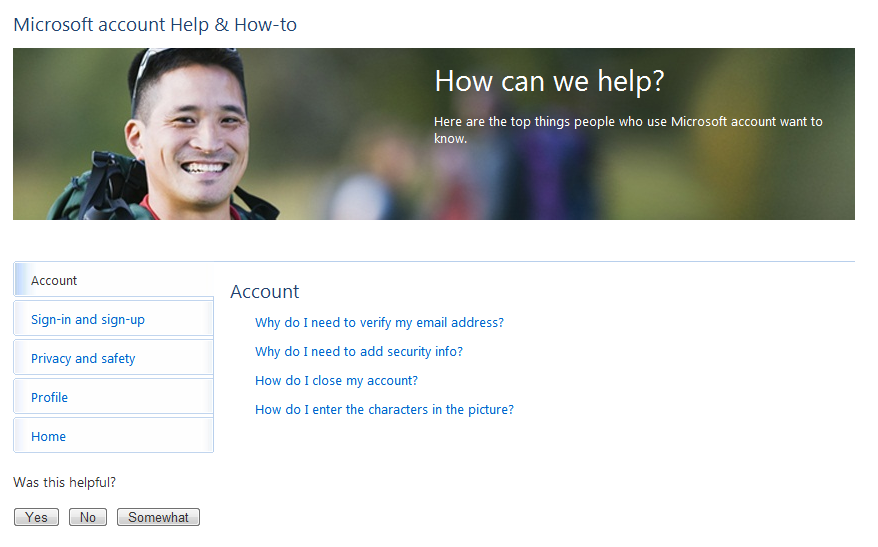 Microsoft account Help & How-to
How can we help?
Here are the top things people who use Microsoft account want to
know.
Account
Sign-in and sign-up
Privacy and safety
Profile
Home
Account
Why do I need to verify my email address?
Why do I need to add security info?
How do I close my account?
How do I enter the characters in the picture?
Was this helpful?
Yes No Somewhat